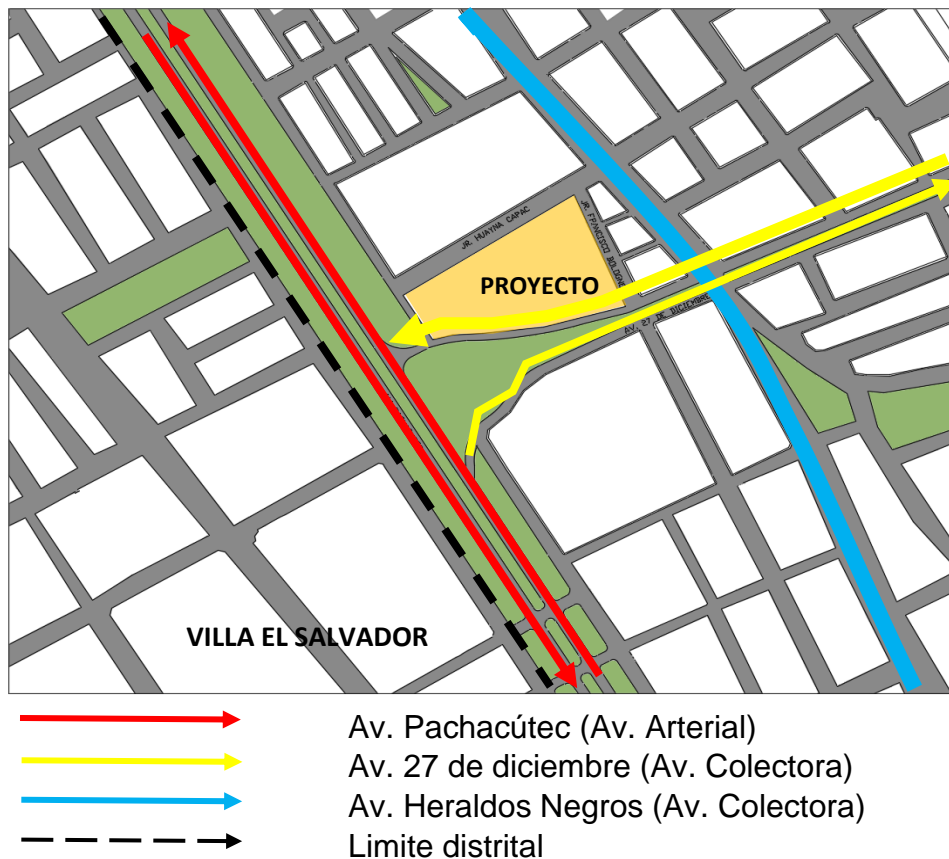 JR. HUAYNA CAPAC
JR. FRANCISCO BOLOGNE
PROYECTO
AV. 27 DE DICIEMBRE
VILLA EL SALVADOR
Av. Pachacútec (Av. Arterial)
Av. 27 de diciembre (Av. Colectora)
Av. Heraldos Negros (Av. Colectora)
Limite distrital